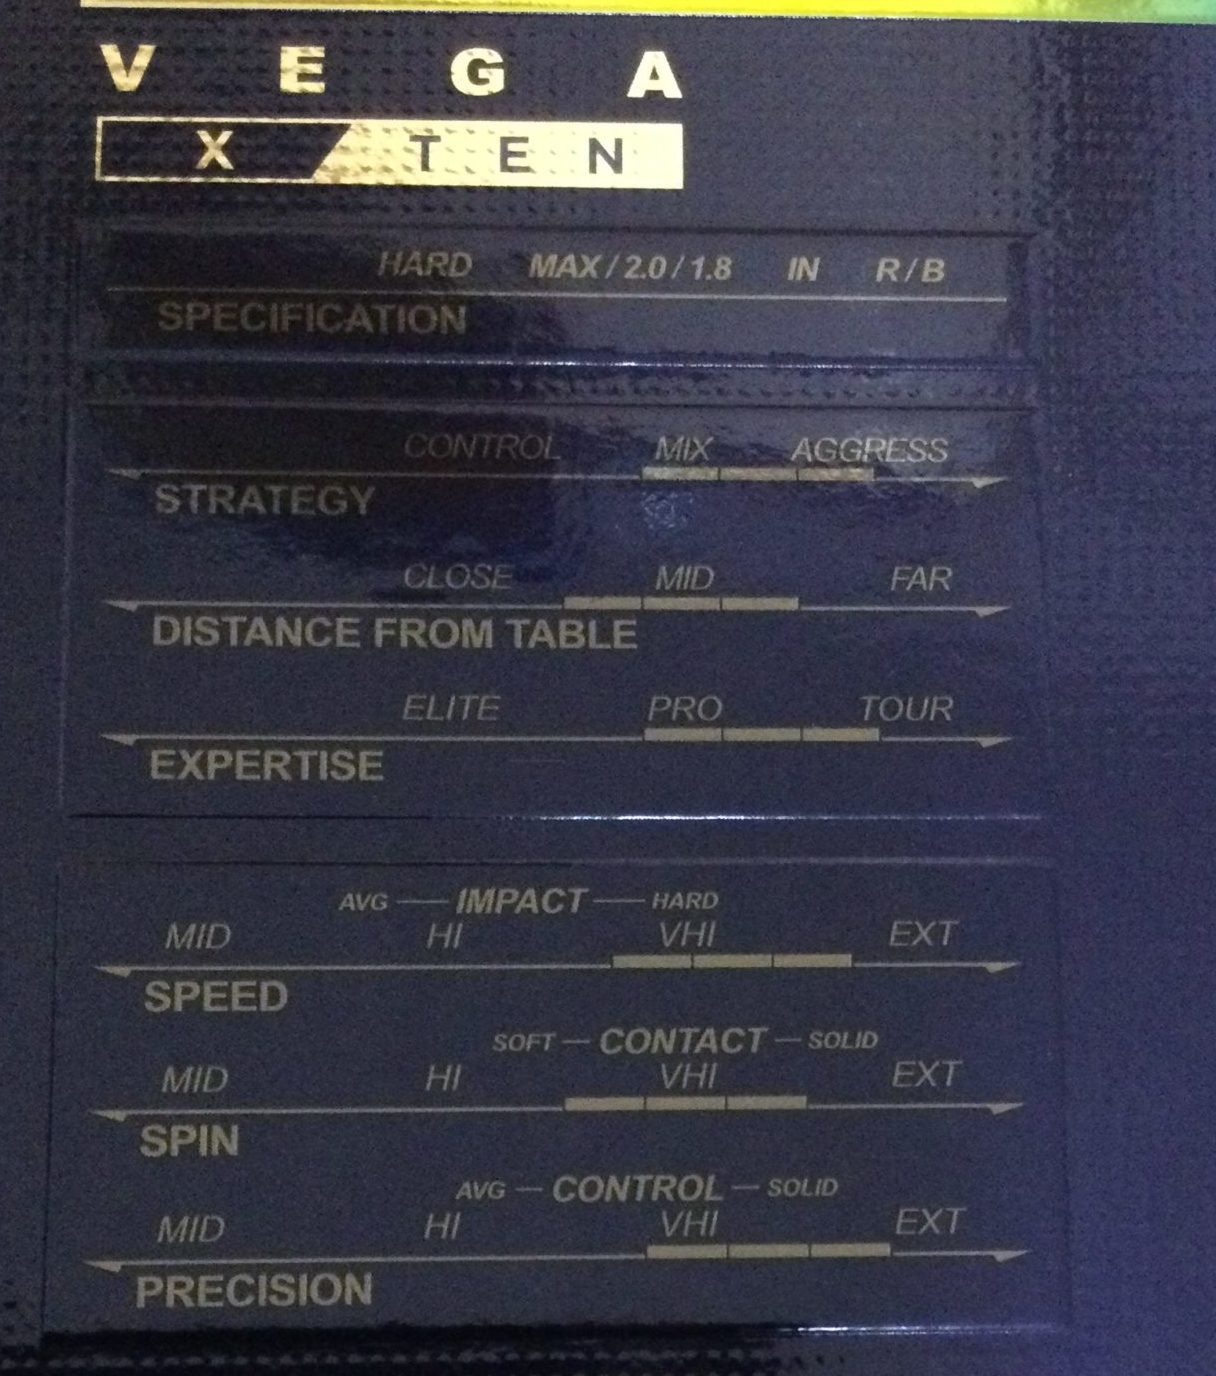 VEGA
X TEN
HARD MAX/2.0/1.8 IN R/B
SPECIFICATION
CONTROL MIX AGGRESS
STRATEGY
CLOSE MID FAR
DISTANCE FROM TABLE
ELITE PRO TOUR
EXPERTISE
AVG — IMPACT — HARD
MID HI VHI EXT
SPEED
SOFT — CONTACT — SOLID
MID HI VHI EXT
SPIN
AVG — CONTROL — SOLID
MID HI VHI EXT
PRECISION